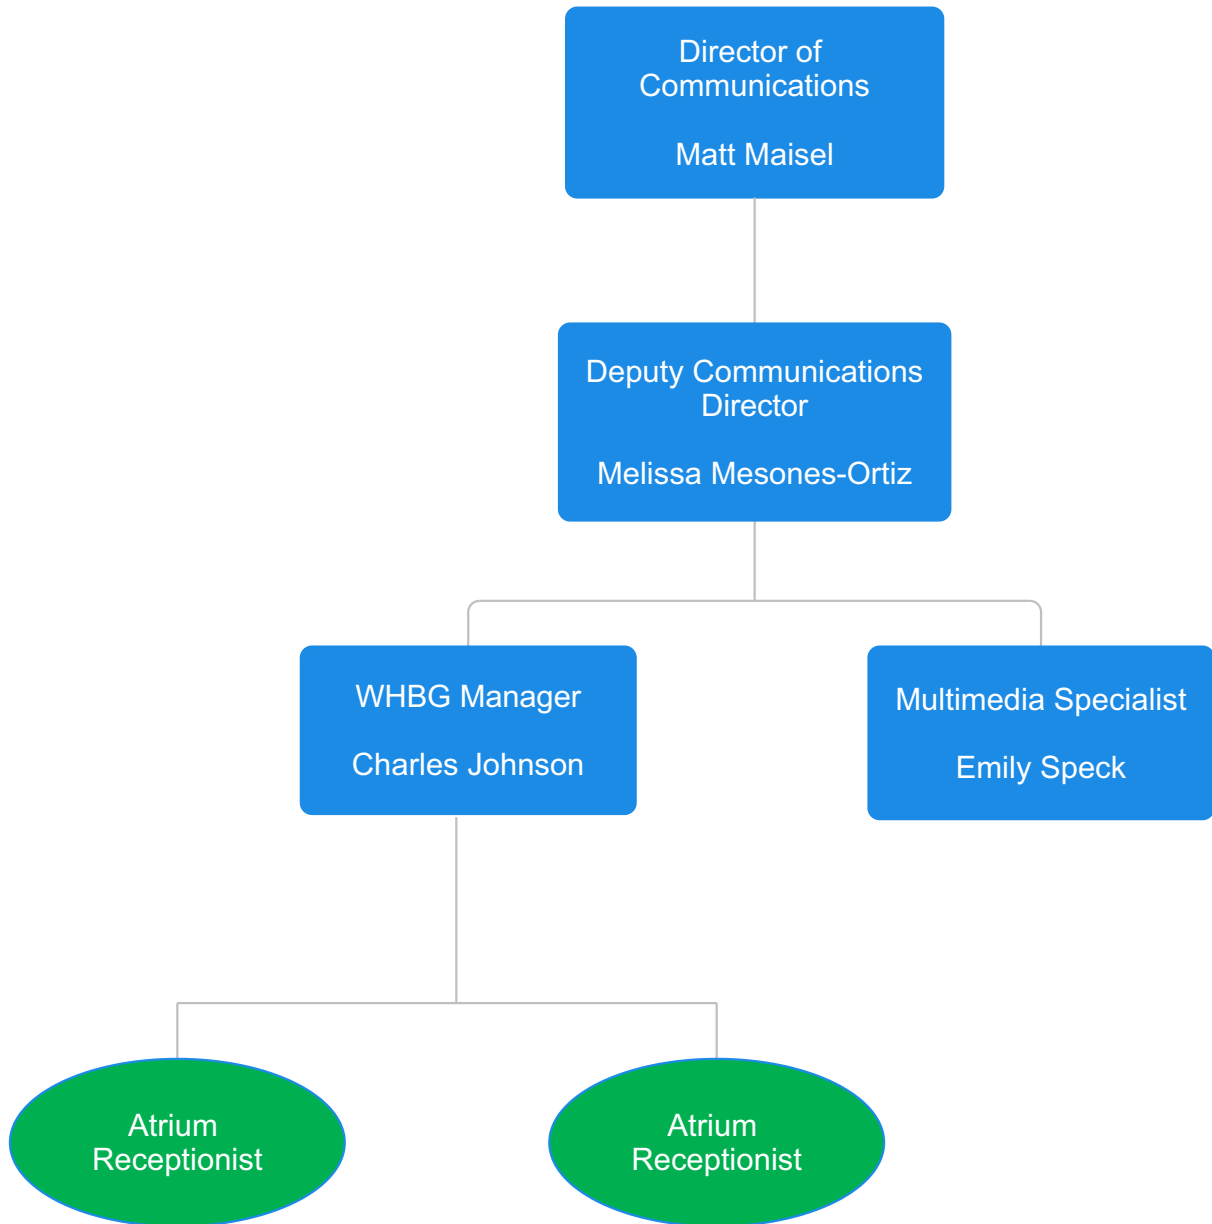 Director of
Communications
Matt Maisel
Deputy Communications
Director
Melissa Mesones-Ortiz
WHBG Manager
Charles Johnson
Multimedia Specialist
Emily Speck
Atrium
Receptionist
Atrium
Receptionist